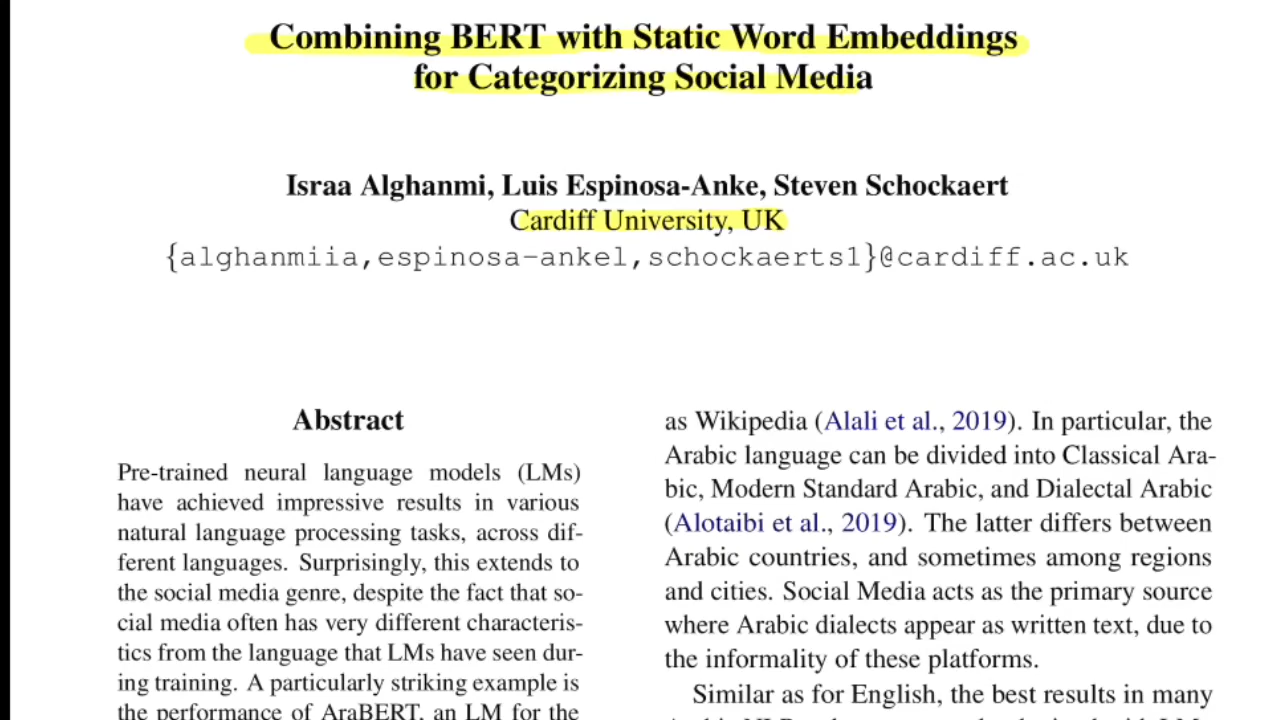 Combining BERT with Static Word Embeddings
for Categorizing Social Media
Israa Alghanmi, Luis Espinosa-Anke, Steven Schockaert
Cardiff University, UK
{alghanmiia,espinosa-ankel,schockaerts1}@cardiff.ac.uk
Abstract
Pre-trained neural language models (LMs)
have achieved impressive results in various
natural language processing tasks, across dif-
ferent languages. Surprisingly, this extends to
the social media genre, despite the fact that so-
cial media often has very different characteris-
tics from the language that LMs have seen dur-
ing training. A particularly striking example is
the performance of AraBERT, an LM for the
as Wikipedia (Alali et al., 2019). In particular, the
Arabic language can be divided into Classical Ara-
bic, Modern Standard Arabic, and Dialectal Arabic
(Alotaibi et al., 2019). The latter differs between
Arabic countries, and sometimes among regions
and cities. Social Media acts as the primary source
where Arabic dialects appear as written text, due to
the informality of these platforms.
Similar as for English, the best results in many